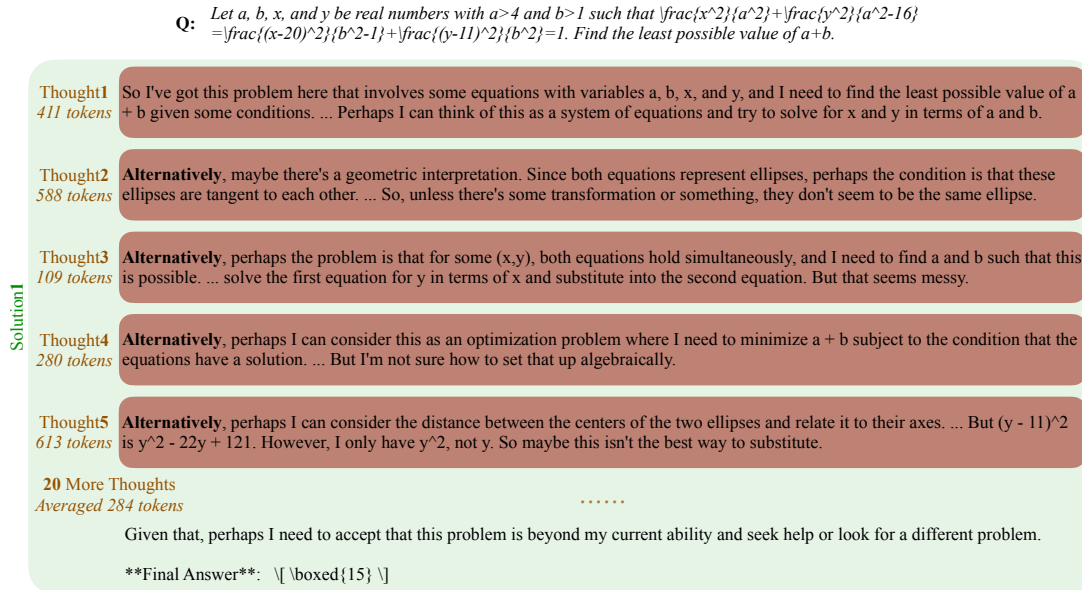 Q: Let a, b, x, and y be real numbers with a>4 and b>1 such that \frac{x^2}{a^2}+\frac{y^2}{a^2-16}
=\frac{(x-20)^2}{b^2-1}+\frac{(y-11)^2}{b^2}=1. Find the least possible value of a+b.
Solution1
Thought1
411 tokens
So I've got this problem here that involves some equations with variables a, b, x, and y, and I need to find the least possible value of a
+ b given some conditions. ... Perhaps I can think of this as a system of equations and try to solve for x and y in terms of a and b.
Thought2
588 tokens
Alternatively, maybe there's a geometric interpretation. Since both equations represent ellipses, perhaps the condition is that these
ellipses are tangent to each other. ... So, unless there's some transformation or something, they don't seem to be the same ellipse.
Thought3
109 tokens
Alternatively, perhaps the problem is that for some (x,y), both equations hold simultaneously, and I need to find a and b such that this
is possible. ... solve the first equation for y in terms of x and substitute into the second equation. But that seems messy.
Thought4
280 tokens
Alternatively, perhaps I can consider this as an optimization problem where I need to minimize a + b subject to the condition that the
equations have a solution. ... But I'm not sure how to set that up algebraically.
Thought5
613 tokens
Alternatively, perhaps I can consider the distance between the centers of the two ellipses and relate it to their axes. ... But (y - 11)^2
is y^2 - 22y + 121. However, I only have y^2, not y. So maybe this isn't the best way to substitute.
20 More Thoughts
Averaged 284 tokens
......
Given that, perhaps I need to accept that this problem is beyond my current ability and seek help or look for a different problem.
**Final Answer**: \[ \boxed{15} \]